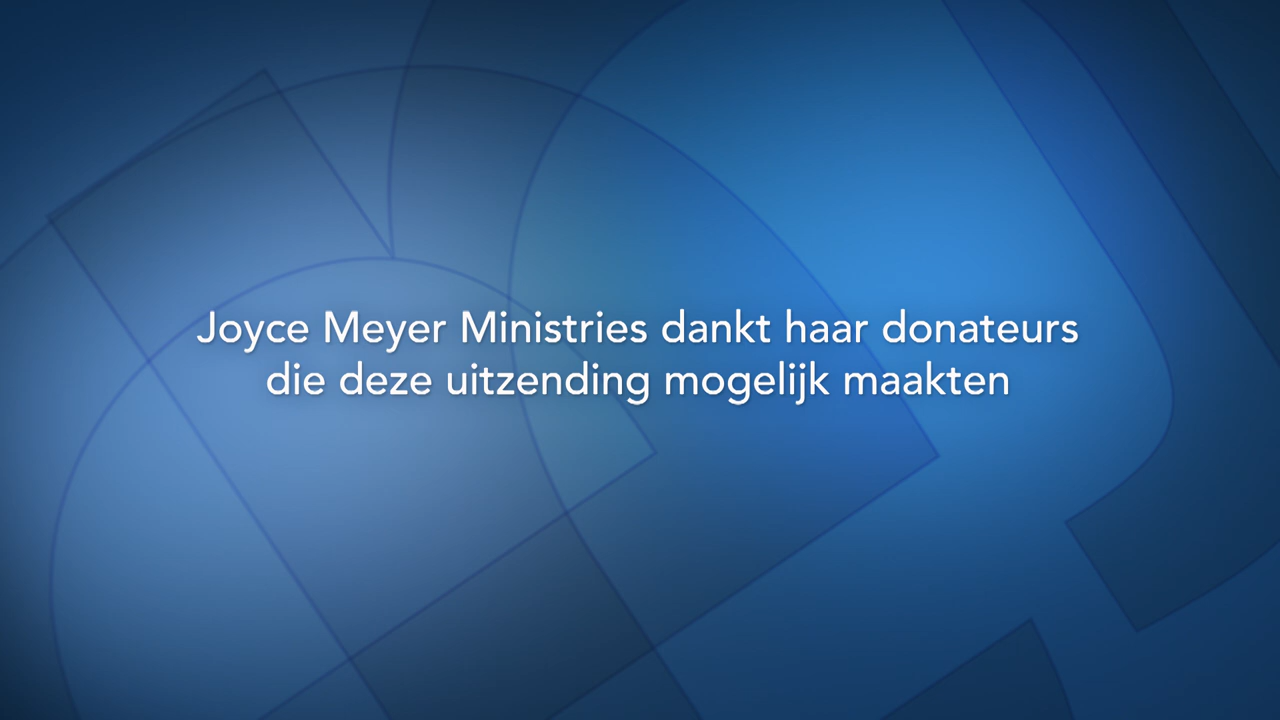 Joyce Meyer Ministries dankt haar donateurs
die deze uitzending mogelijk maakten